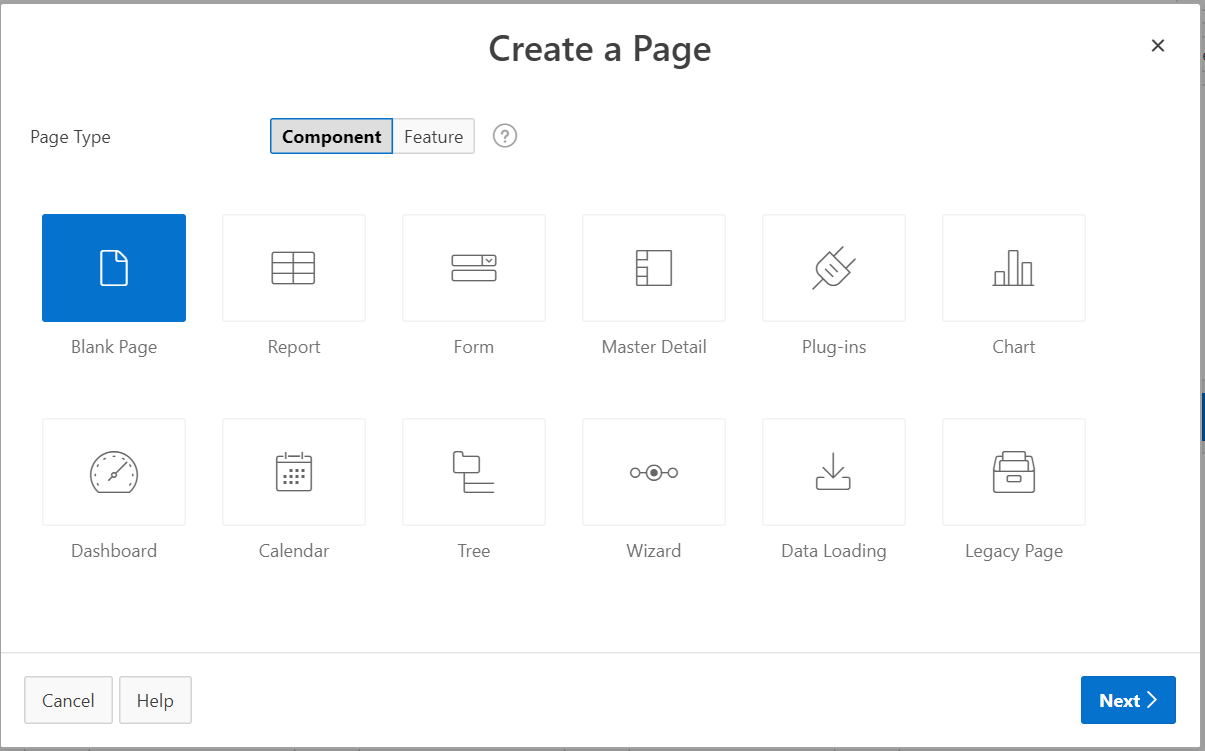 Create a Page
Page Type
Component Feature
Blank Page Report Form Master Detail Plug-ins Chart
Dashboard Calendar Tree Wizard Data Loading Legacy Page
Cancel Help Next